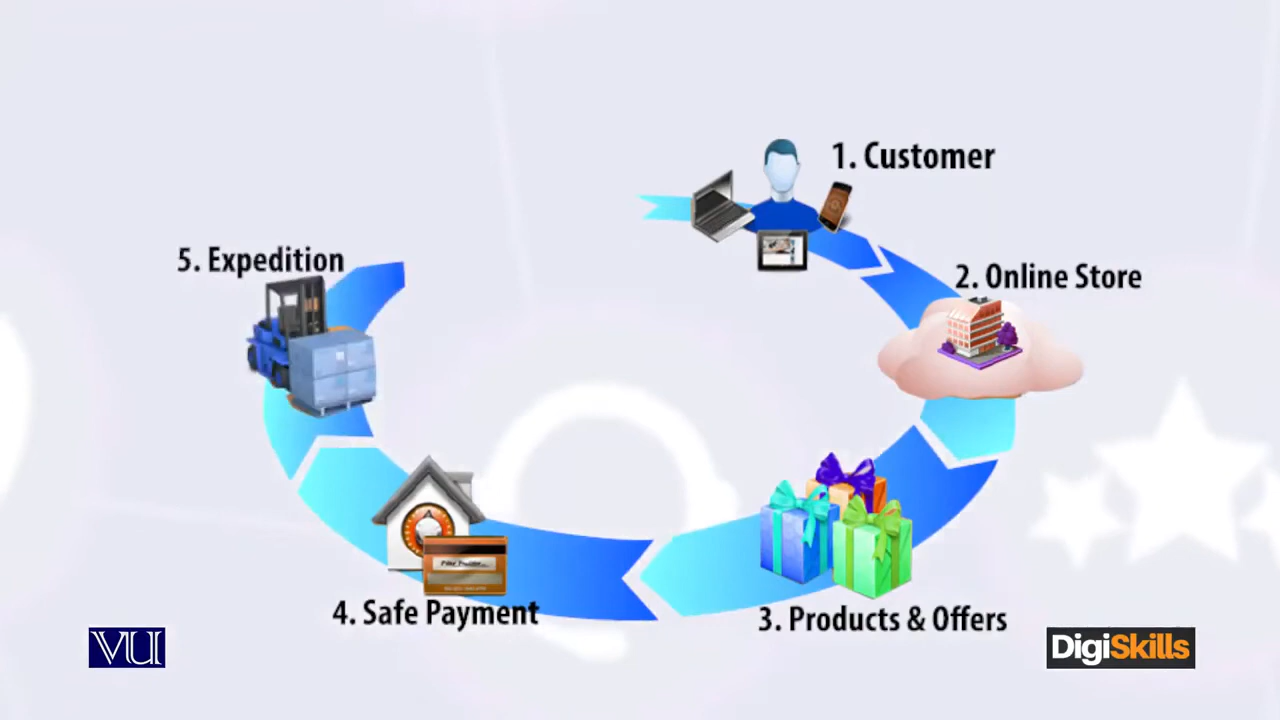 1. Customer
2. Online Store
3. Products & Offers
4. Safe Payment
5. Expedition
VU
DigiSkills